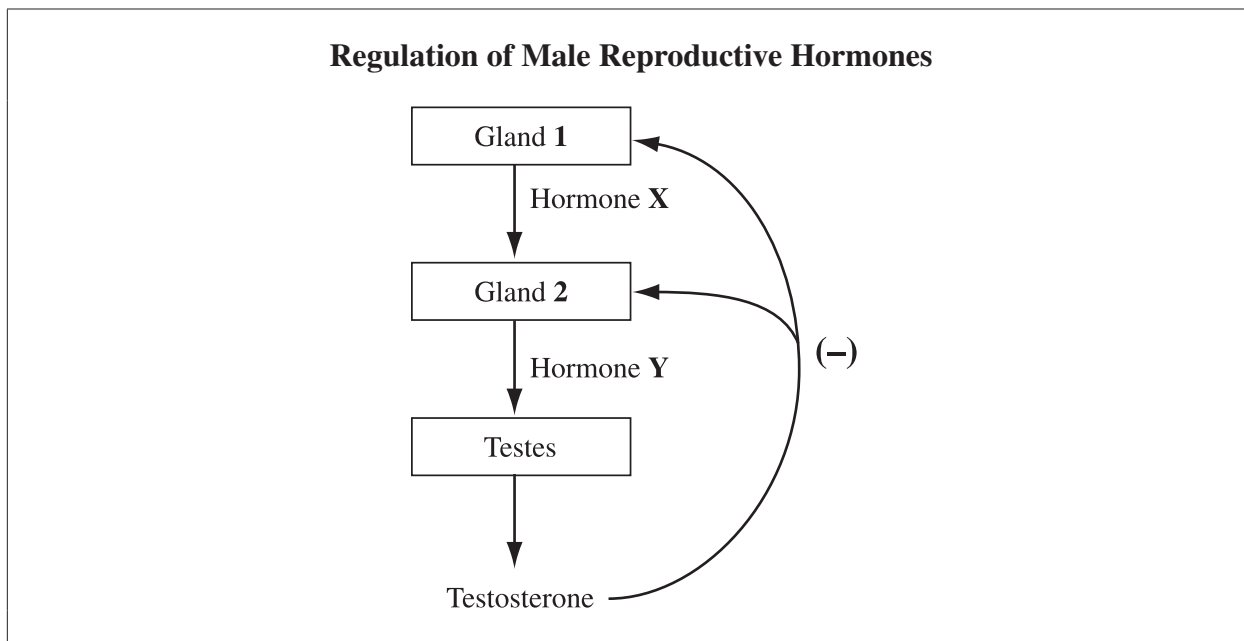 Regulation of Male Reproductive Hormones
Gland 1
Hormone X
Gland 2
(–)
Hormone Y
Testes
Testosterone